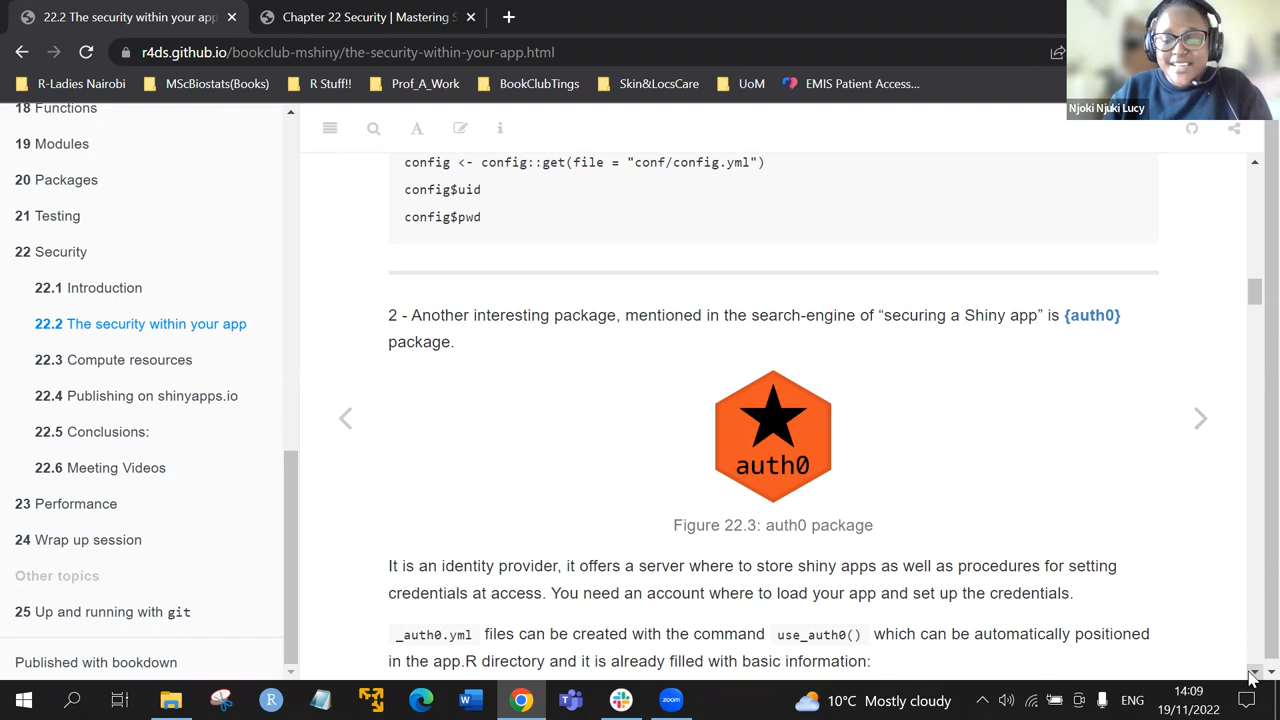 22.2 The security within your app
Chapter 22 Security | Mastering S
r4ds.github.io/bookclub-mshiny/the-security-within-your-app.html
R-Ladies Nairobi
MScBiostats(Books)
R Stuff!!
Prof_A_Work
BookClubTings
Skin&LocsCare
UoM
EMIS Patient Access...
Njoki Njuki Lucy
18 Functions
19 Modules
20 Packages
21 Testing
22 Security
22.1 Introduction
22.2 The security within your app
22.3 Compute resources
22.4 Publishing on shinyapps.io
22.5 Conclusions:
22.6 Meeting Videos
23 Performance
24 Wrap up session
Other topics
25 Up and running with git
Published with bookdown
config <- config::get(file = "conf/config.yml")
config$uid
config$pwd
2 - Another interesting package, mentioned in the search-engine of “securing a Shiny app” is {auth0}
package.
auth0
Figure 22.3: auth0 package
It is an identity provider, it offers a server where to store shiny apps as well as procedures for setting
credentials at access. You need an account where to load your app and set up the credentials.
_auth0.yml files can be created with the command use_auth0() which can be automatically positioned
in the app.R directory and it is already filled with basic information:
10°C Mostly cloudy
ENG
14:09
19/11/2022